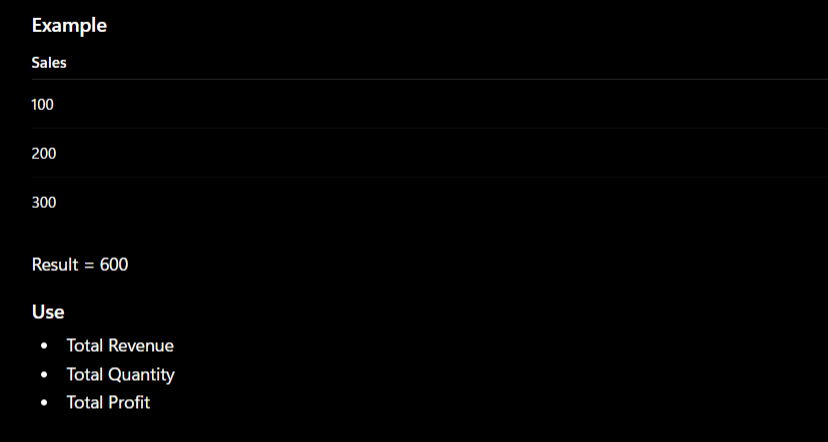 Example
Sales
100
200
300
Result = 600
Use
• Total Revenue
• Total Quantity
• Total Profit